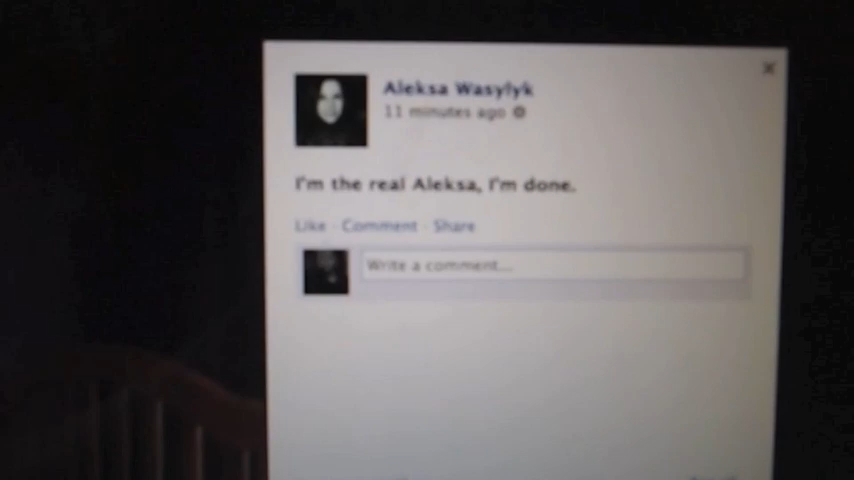 Aleksa Wasylyk
11 minutes ago
I'm the real Aleksa, I'm done.
Like · Comment · Share
Write a comment...